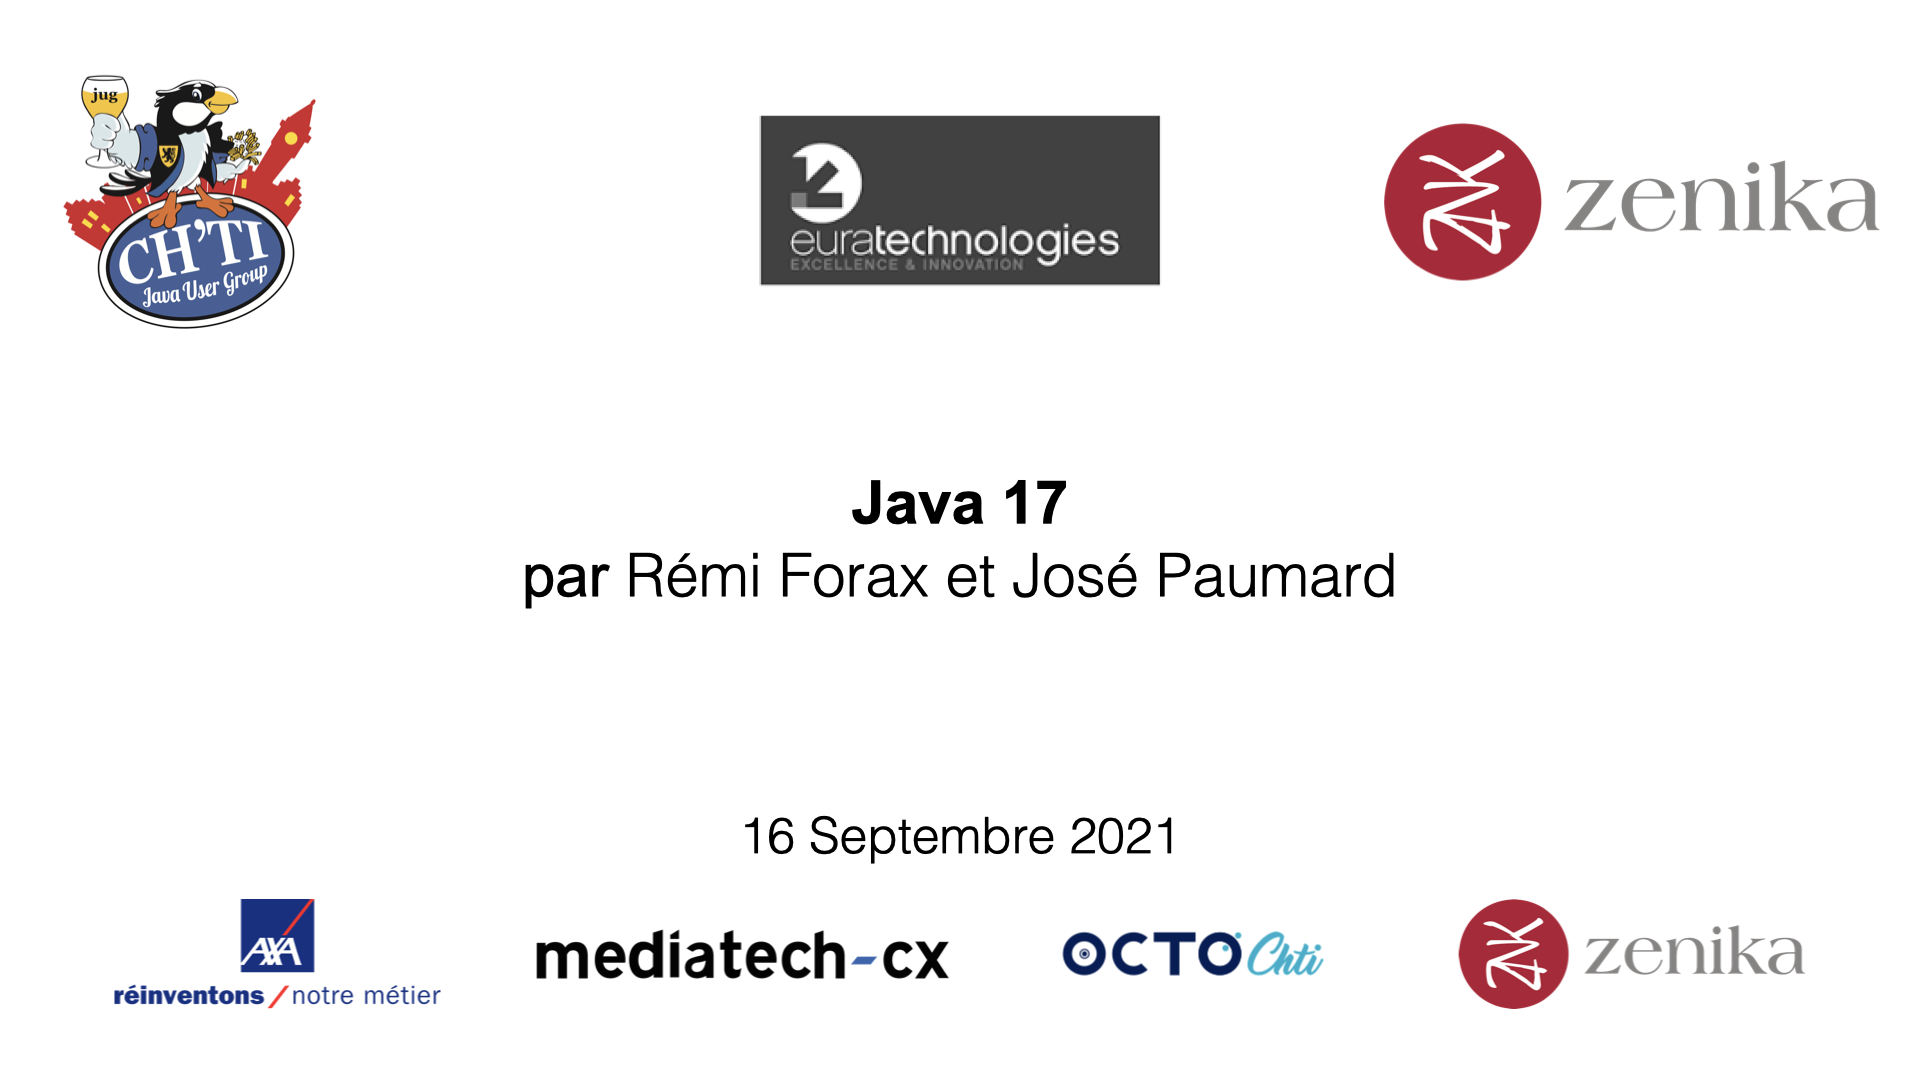 jug
CH'TI
Java User Group
euratechnologies
EXCELLENCE & INNOVATION
zenika
Java 17
par Rémi Forax et José Paumard
16 Septembre 2021
AXA
réinventons / notre métier
mediatech-cx
OCTO Chti
zenika